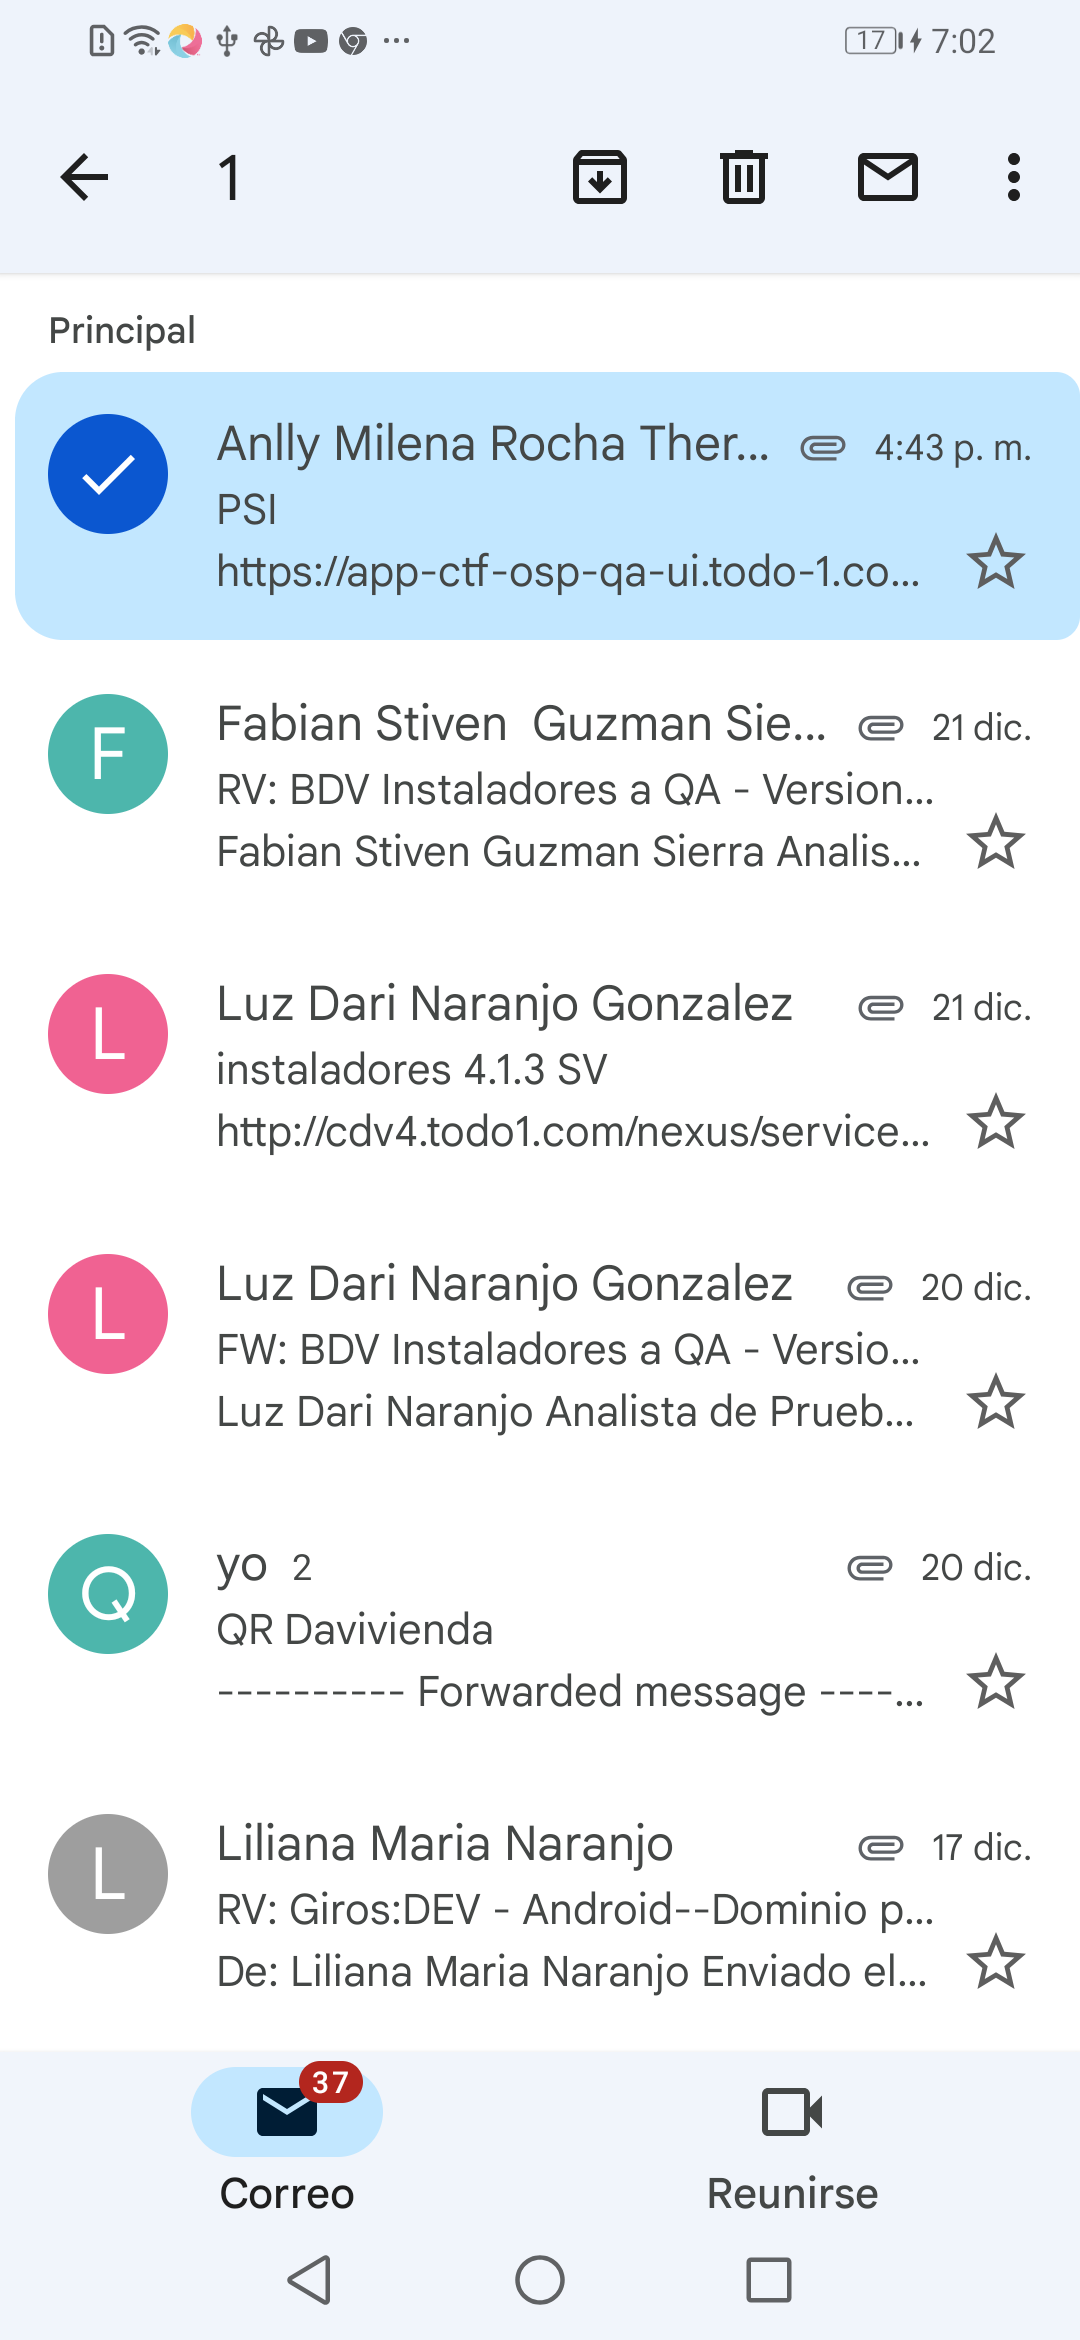 17 7:02
1
Principal
Anlly Milena Rocha Ther... 4:43 p. m.
PSI
https://app-ctf-osp-qa-ui.todo-1.co...
F
Fabian Stiven Guzman Sie... 21 dic.
RV: BDV Instaladores a QA - Version...
Fabian Stiven Guzman Sierra Analis...
L
Luz Dari Naranjo Gonzalez 21 dic.
instaladores 4.1.3 SV
http://cdv4.todo1.com/nexus/service...
L
Luz Dari Naranjo Gonzalez 20 dic.
FW: BDV Instaladores a QA - Versio...
Luz Dari Naranjo Analista de Prueb...
Q
yo 2 20 dic.
QR Davivienda
---------- Forwarded message ----...
L
Liliana Maria Naranjo 17 dic.
RV: Giros:DEV - Android--Dominio p...
De: Liliana Maria Naranjo Enviado el...
37
Correo Reunirse